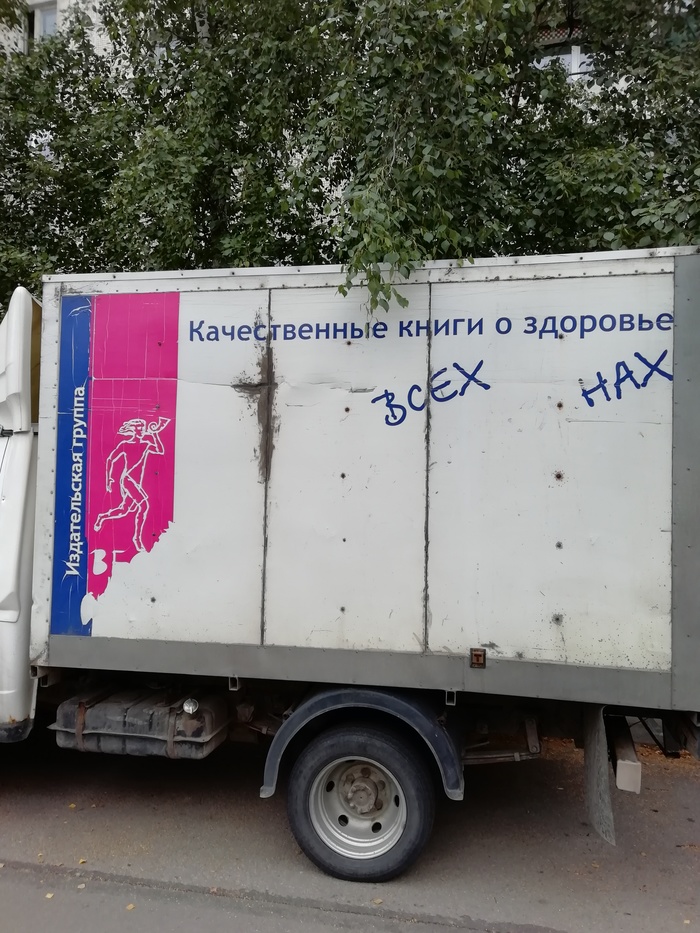 Издательская группа
Качественные книги о здоровье
ВСЕХ НАХ